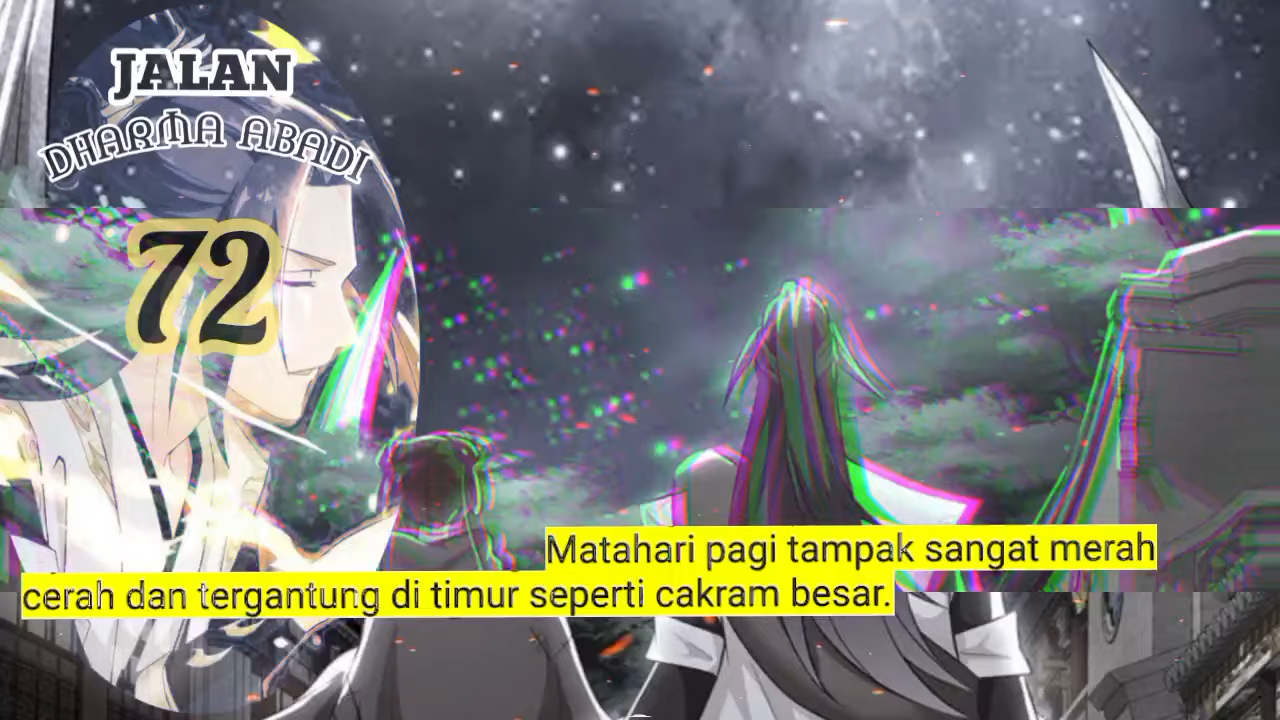 JALAN
DHARMA ABADI
72
Matahari pagi tampak sangat merah
cerah dan tergantung di timur seperti cakram besar.